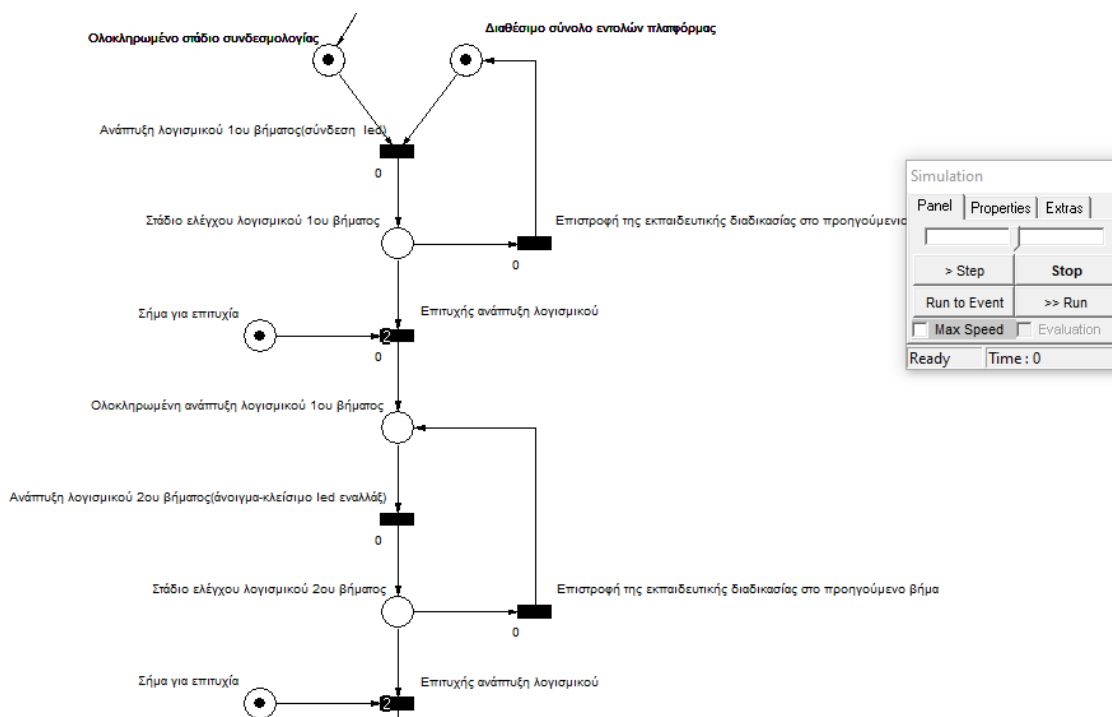 Ολοκληρωμένο στάδιο συνδεσμολογίας
Διαθέσιμο σύνολο εντολών πλατφόρμας
Ανάπτυξη λογισμικού 1ου βήματος(σύνδεση led)
0
Στάδιο ελέγχου λογισμικού 1ου βήματος
Επιστροφή της εκπαιδευτικής διαδικασίας στο προηγούμενο
0
Σήμα για επιτυχία
Επιτυχής ανάπτυξη λογισμικού
2
0
Ολοκληρωμένη ανάπτυξη λογισμικού 1ου βήματος
Ανάπτυξη λογισμικού 2ου βήματος(άνοιγμα-κλείσιμο led εναλλάξ)
0
Στάδιο ελέγχου λογισμικού 2ου βήματος
Επιστροφή της εκπαιδευτικής διαδικασίας στο προηγούμενο βήμα
0
Σήμα για επιτυχία
Επιτυχής ανάπτυξη λογισμικού
2
Simulation
Panel Properties Extras
> Step Stop
Run to Event >> Run
Max Speed Evaluation
Ready Time : 0